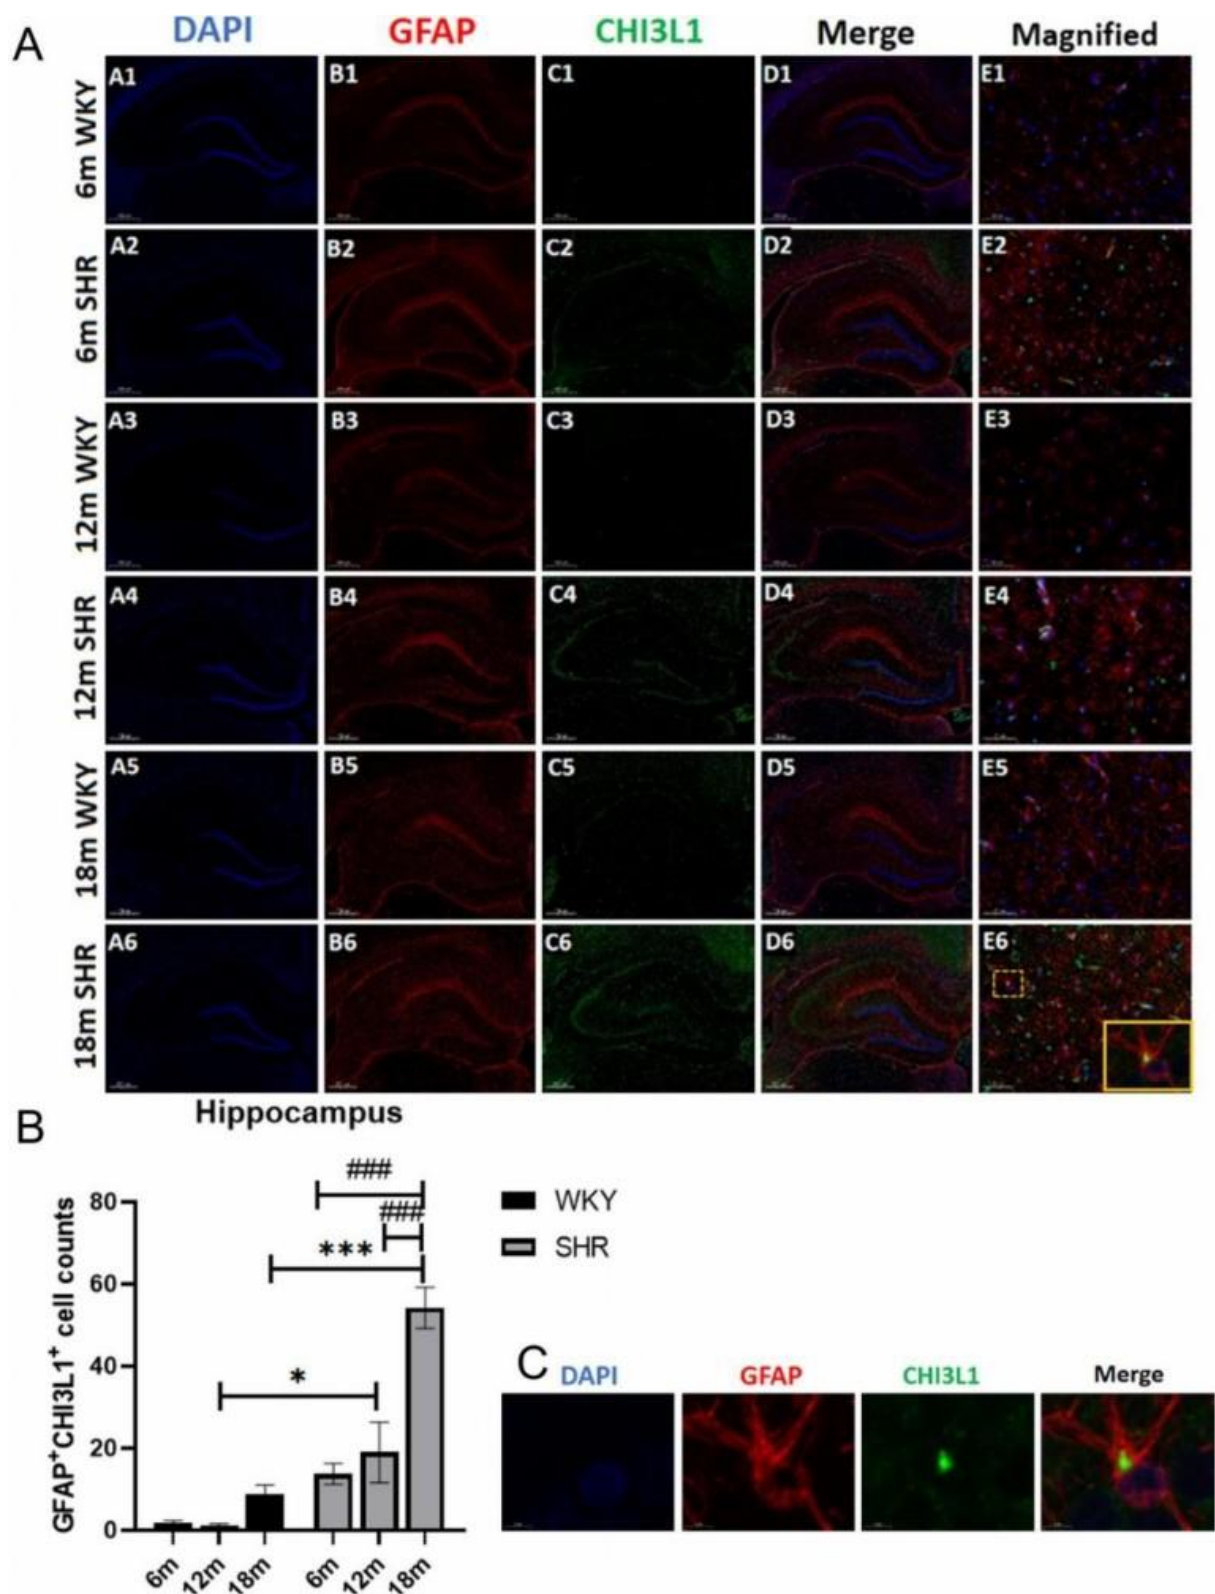 A
DAPI GFAP CHI3L1 Merge Magnified
6m WKY
A1 B1 C1 D1 E1
6m SHR
A2 B2 C2 D2 E2
12m WKY
A3 B3 C3 D3 E3
12m SHR
A4 B4 C4 D4 E4
18m WKY
A5 B5 C5 D5 E5
18m SHR
A6 B6 C6 D6 E6
B
Hippocampus
GFAP+CHI3L1+ cell counts
80
60
40
20
0
###
###
***
*
WKY
SHR
6m 12m 18m 6m 12m 18m
C
DAPI GFAP CHI3L1 Merge